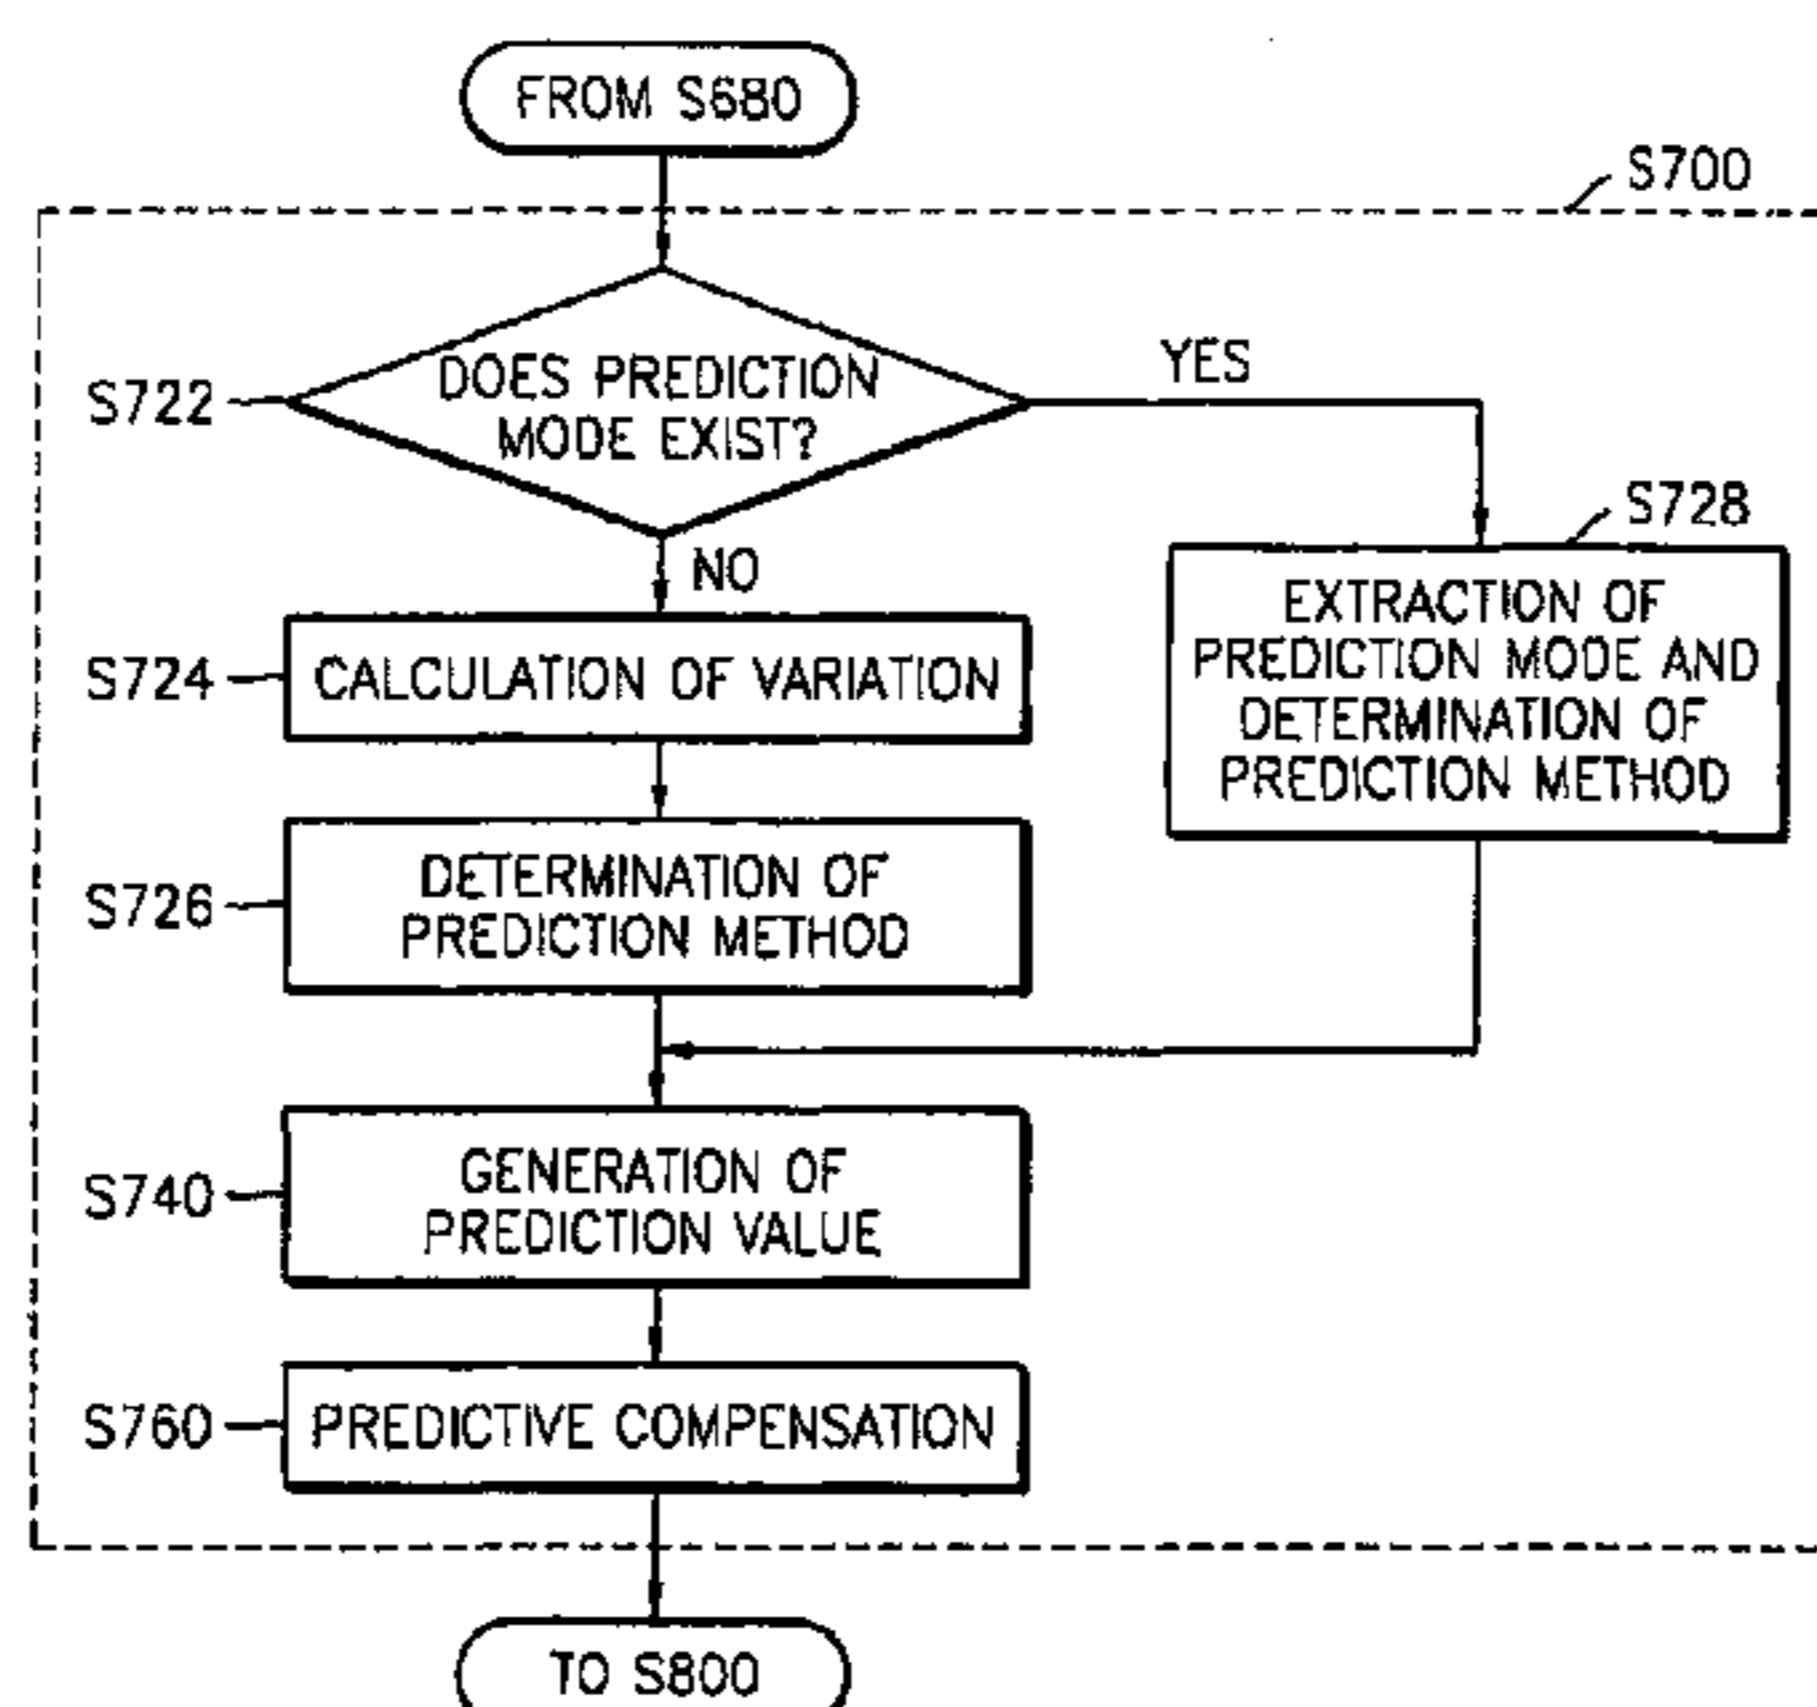 FROM S680
S700
S722
DOES PREDICTION
MODE EXIST?
YES
NO
S728
EXTRACTION OF
PREDICTION MODE AND
DETERMINATION OF
PREDICTION METHOD
S724
CALCULATION OF VARIATION
S726
DETERMINATION OF
PREDICTION METHOD
S740
GENERATION OF
PREDICTION VALUE
S760
PREDICTIVE COMPENSATION
TO S800